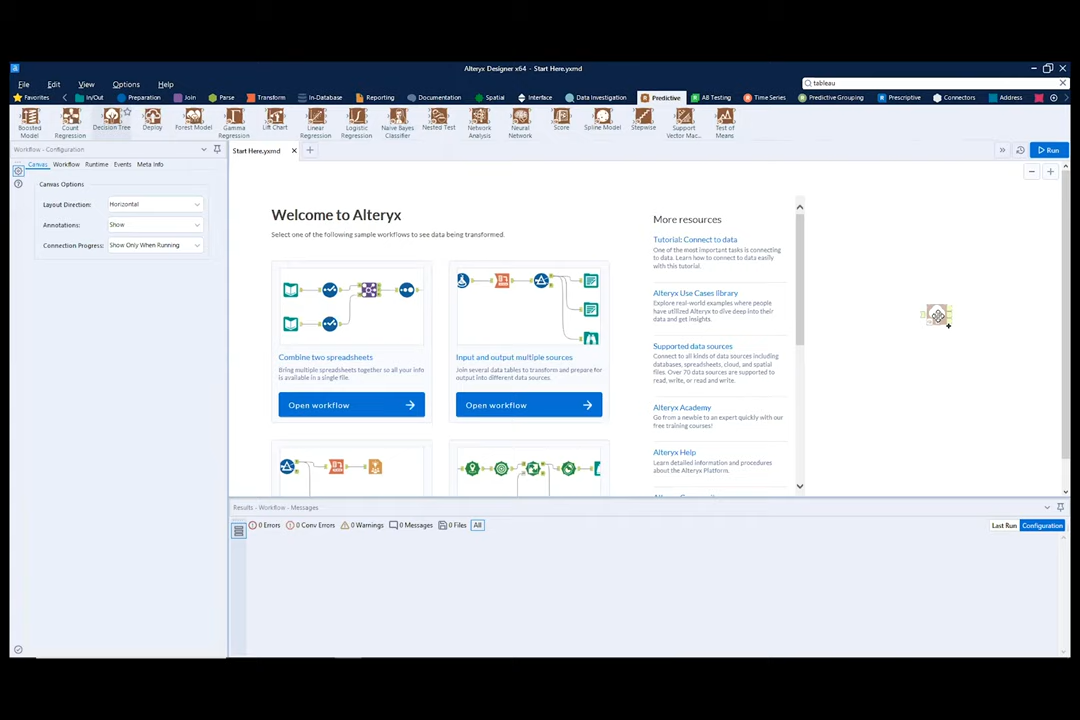 Alteryx Designer x64 - Start Here.yxmd
File Edit View Options Help
tableau
Favorites In/Out Preparation Join Parse Transform In-Database Reporting Documentation Spatial Interface Data Investigation Predictive AB Testing Time Series Predictive Grouping Prescriptive Connectors Address
Boosted Model
Count Regression
Decision Tree
Deploy
Forest Model
Gamma Regression
Lift Chart
Linear Regression
Logistic Regression
Naive Bayes Classifier
Nested Test
Network Analysis
Neural Network
Score
Spline Model
Stepwise
Support Vector Mac...
Test of Means
Workflow - Configuration
Start Here.yxmd
Run
Canvas Workflow Runtime Events Meta Info
Canvas Options
Layout Direction: Horizontal
Annotations: Show
Connection Progress: Show Only When Running
Welcome to Alteryx
Select one of the following sample workflows to see data being transformed.
Combine two spreadsheets
Bring multiple spreadsheets together so all your info
is available in a single file.
Open workflow
Input and output multiple sources
Join several data tables to transform and prepare for
output into different data sources.
Open workflow
More resources
Tutorial: Connect to data
One of the most important tasks is connecting
to data. Learn how to connect to data easily
with this tutorial.
Alteryx Use Cases library
Explore real-world examples where people
have utilized Alteryx to dive deep into their
data and get insights.
Supported data sources
Connect to all kinds of data sources including
databases, spreadsheets, cloud, and spatial
files. Over 70 data sources are supported to
read, write, or read and write.
Alteryx Academy
Go from a newbie to an expert quickly with our
free training courses!
Alteryx Help
Learn detailed information and procedures
about the Alteryx Platform.
Results - Workflow - Messages
0 Errors 0 Conv Errors 0 Warnings 0 Messages 0 Files All
Last Run Configuration